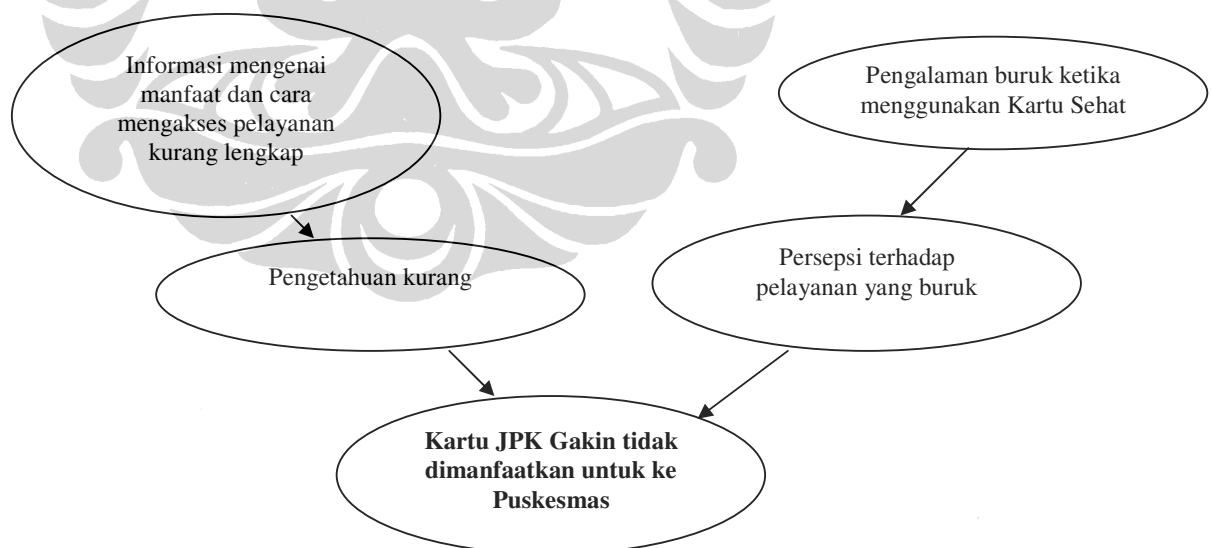 Informasi mengenai
manfaat dan cara
mengakses pelayanan
kurang lengkap
Pengalaman buruk ketika
menggunakan Kartu Sehat
Pengetahuan kurang
Persepsi terhadap
pelayanan yang buruk
Kartu JPK Gakin tidak
dimanfaatkan untuk ke
Puskesmas